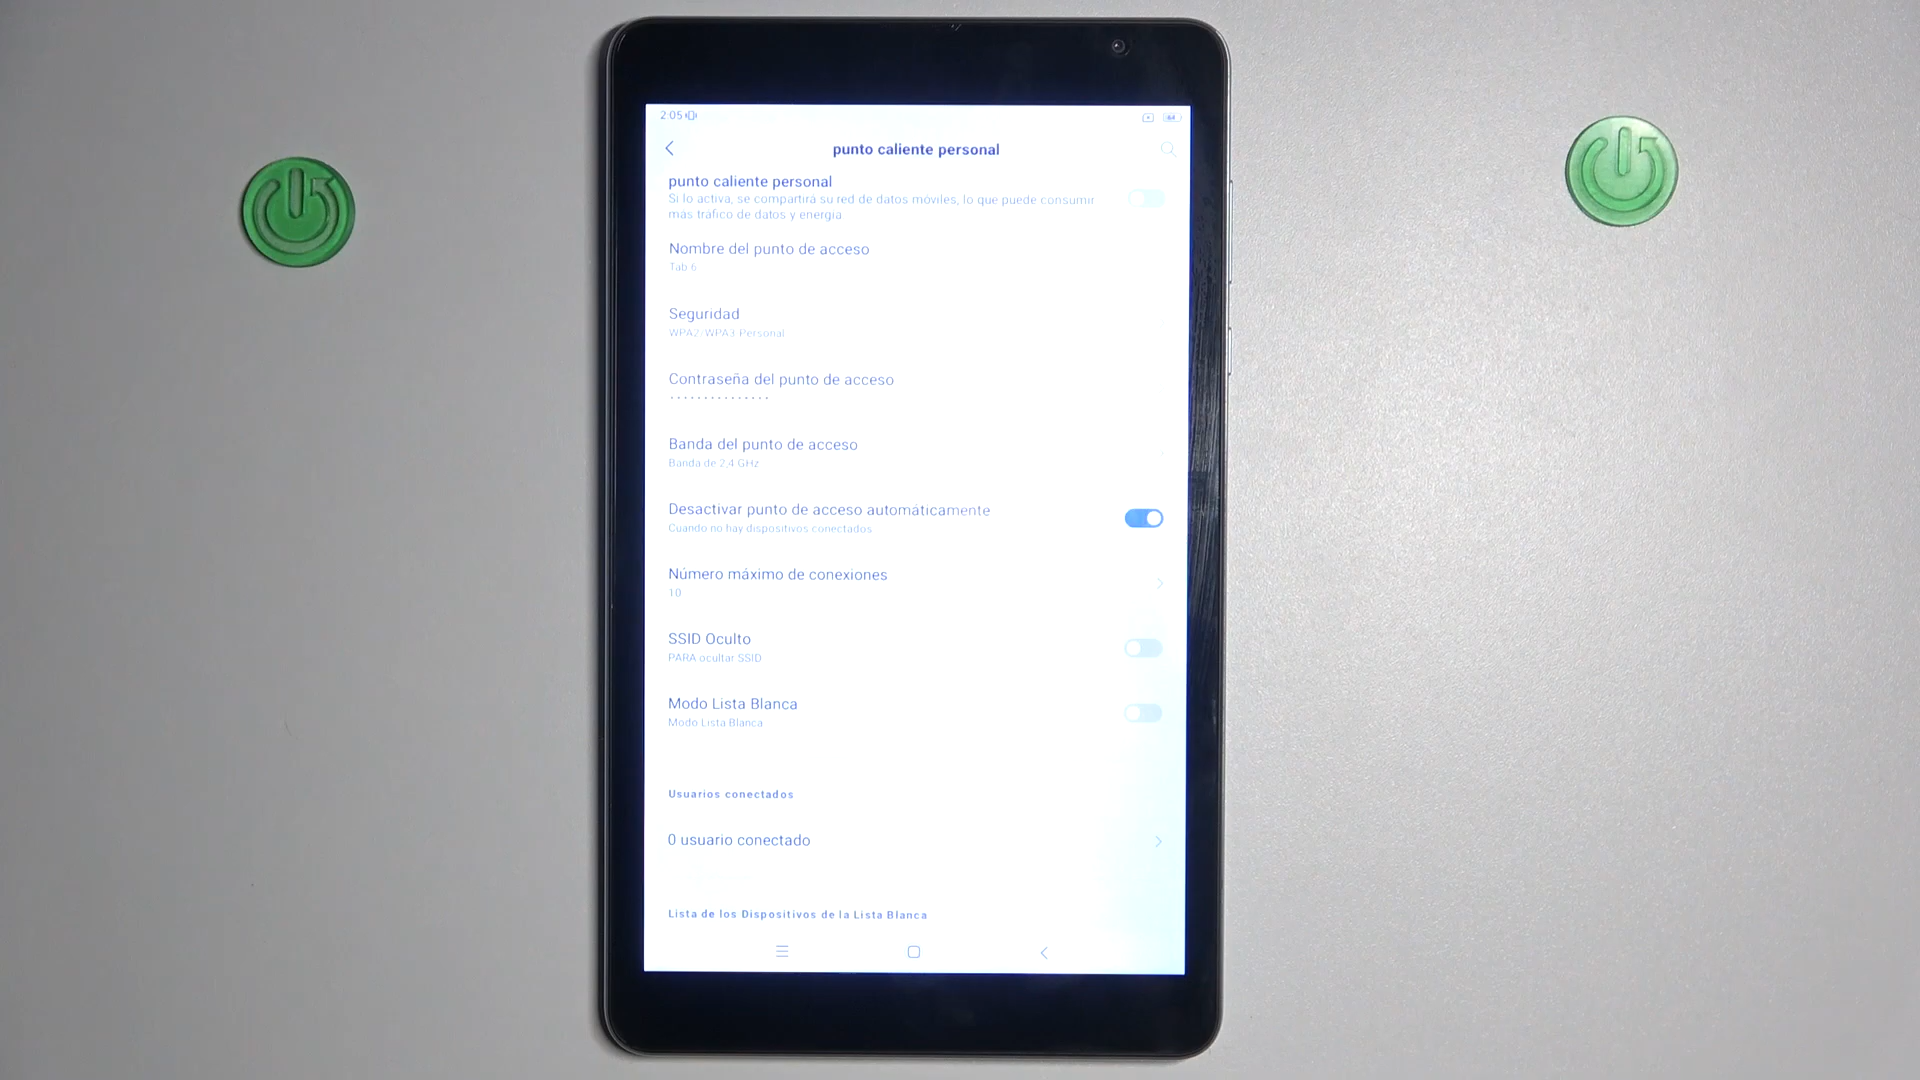 2:05
64
punto caliente personal
punto caliente personal
Si lo activa, se compartirá su red de datos móviles, lo que puede consumir
más tráfico de datos y energía
Nombre del punto de acceso
Tab 6
Seguridad
WPA2/WPA3-Personal
Contraseña del punto de acceso
···············
Banda del punto de acceso
Banda de 2,4 GHz
Desactivar punto de acceso automáticamente
Cuando no hay dispositivos conectados
Número máximo de conexiones
10
SSID Oculto
PARA ocultar SSID
Modo Lista Blanca
Modo Lista Blanca
Usuarios conectados
0 usuario conectado
Lista de los Dispositivos de la Lista Blanca